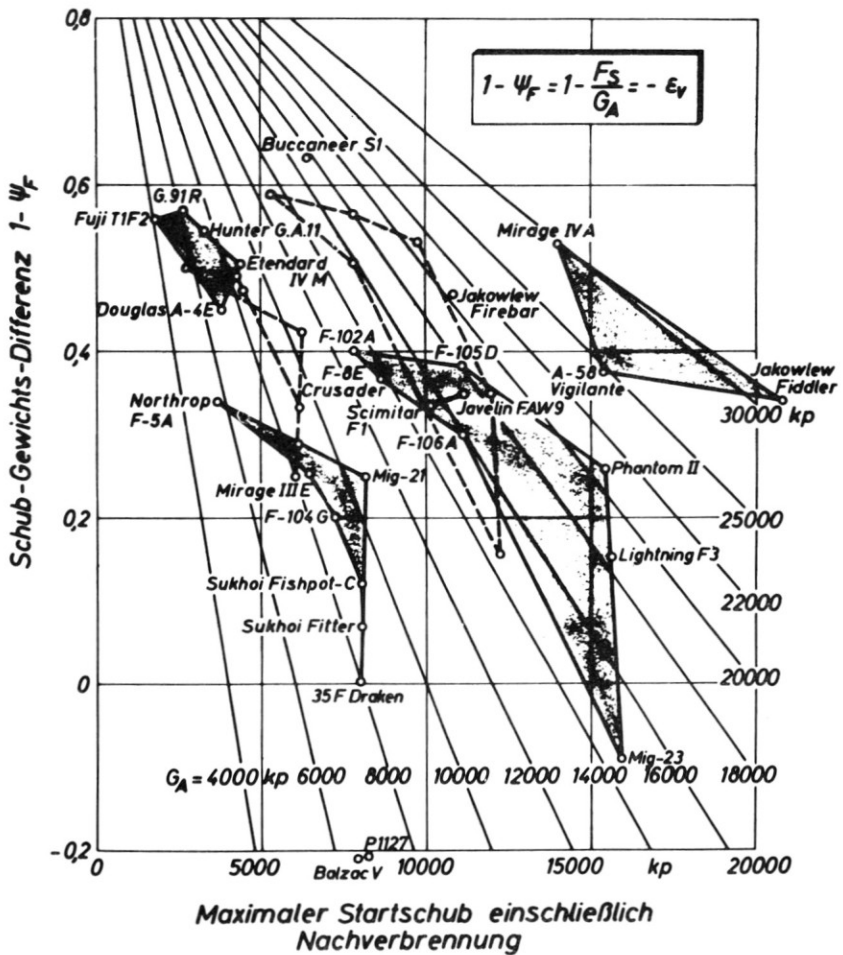 0,8
0,6
0,4
0,2
0
-0,2
Schub-Gewichts-Differenz 1-ψF
1-ψF = 1- FS/GA = - εv
Buccaneer S1
G.91R
Fuji T1F2
Hunter G.A.11
Etendard
IV M
Douglas A-4E
Mirage IV A
Jakowlew
Firebar
F-102A
F-105D
F-8E
Crusader
A-5B
Vigilante
Jakowlew
Fiddler
30000 kp
Northrop
F-5A
Scimitar
F1
Javelin FAW9
F-106A
Mirage III E
Mig-21
Phantom II
F-104G
25000
Lightning F3
Sukhoi Fishpot-C
22000
Sukhoi Fitter
20000
35F Draken
Mig-23
GA = 4000 kp 6000 8000 10000 12000 14000 16000 18000
P1127
Balzac V
0 5000 10000 15000 kp 20000
Maximaler Startschub einschließlich
Nachverbrennung